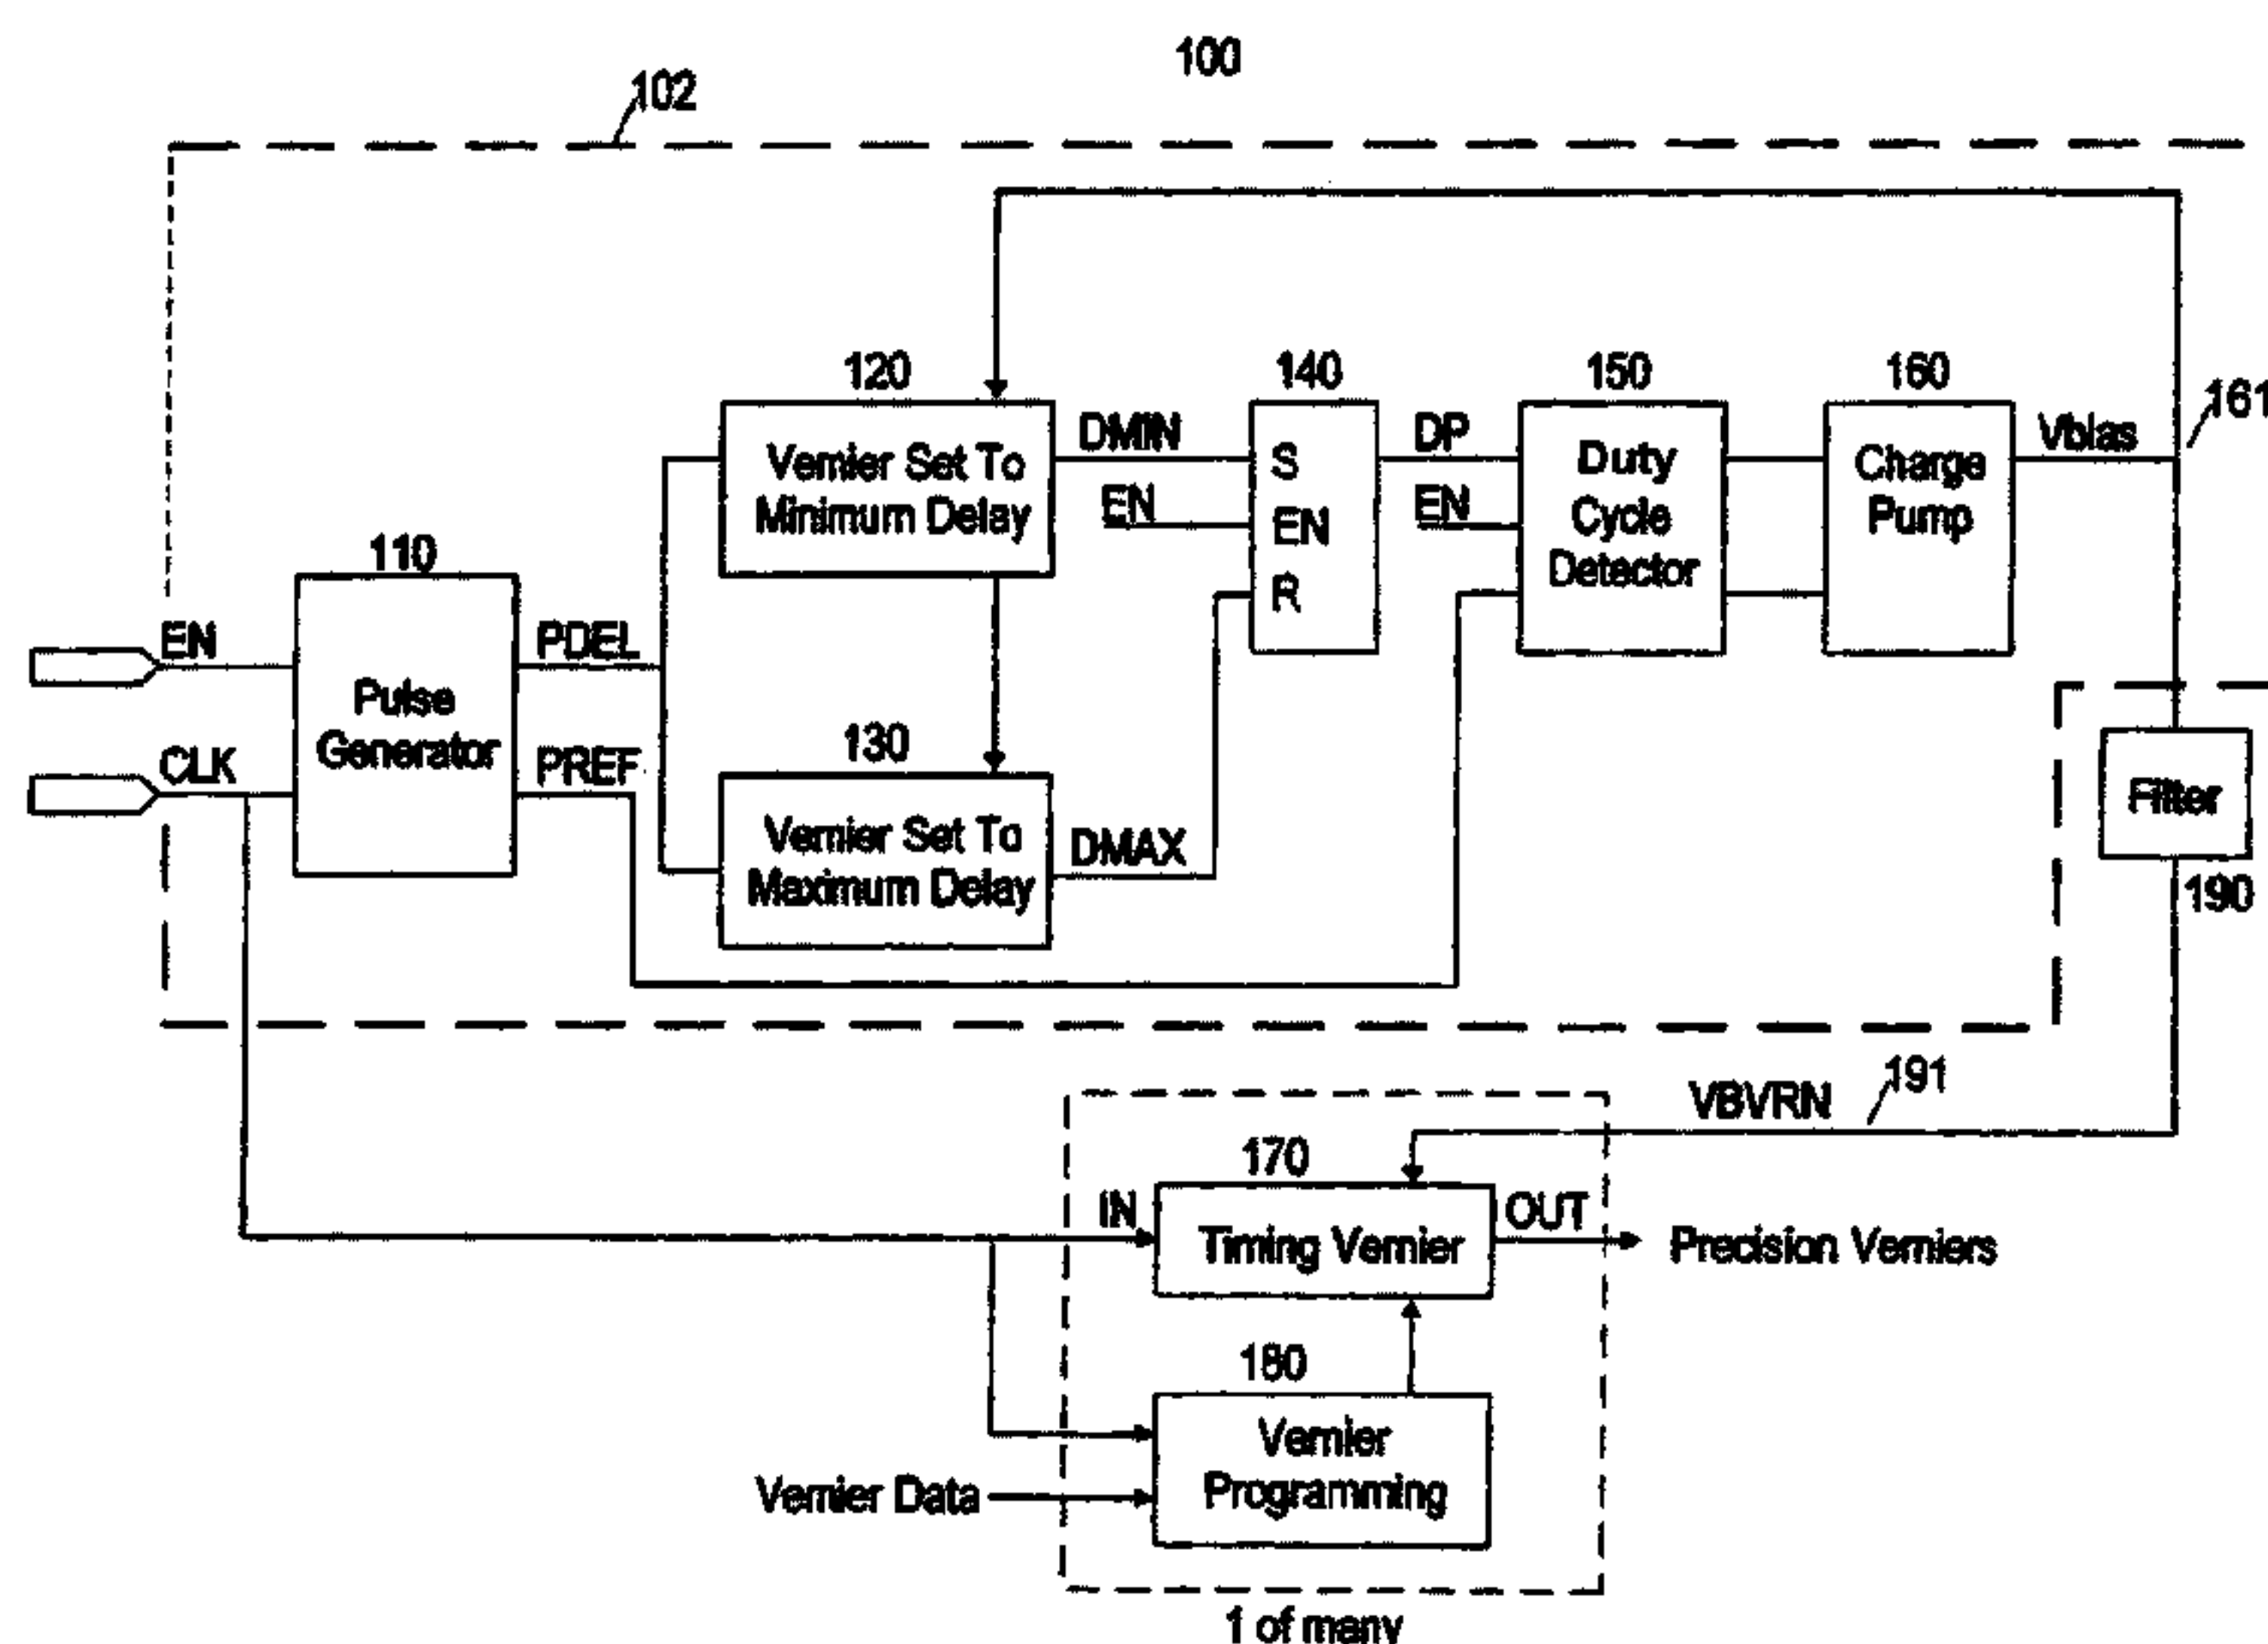 100
102
120
140
150
160
161
Vernier Set To
Minimum Delay
DMIN
EN
S
EN
R
DP
EN
Duty
Cycle
Detector
Charge
Pump
Vbias
110
EN
CLK
Pulse
Generator
PDEL
PREF
130
Vernier Set To
Maximum Delay
DMAX
Filter
190
191
VBVRN
170
IN
Timing Vernier
OUT
Precision Verniers
180
Vernier
Programming
Vernier Data
1 of many